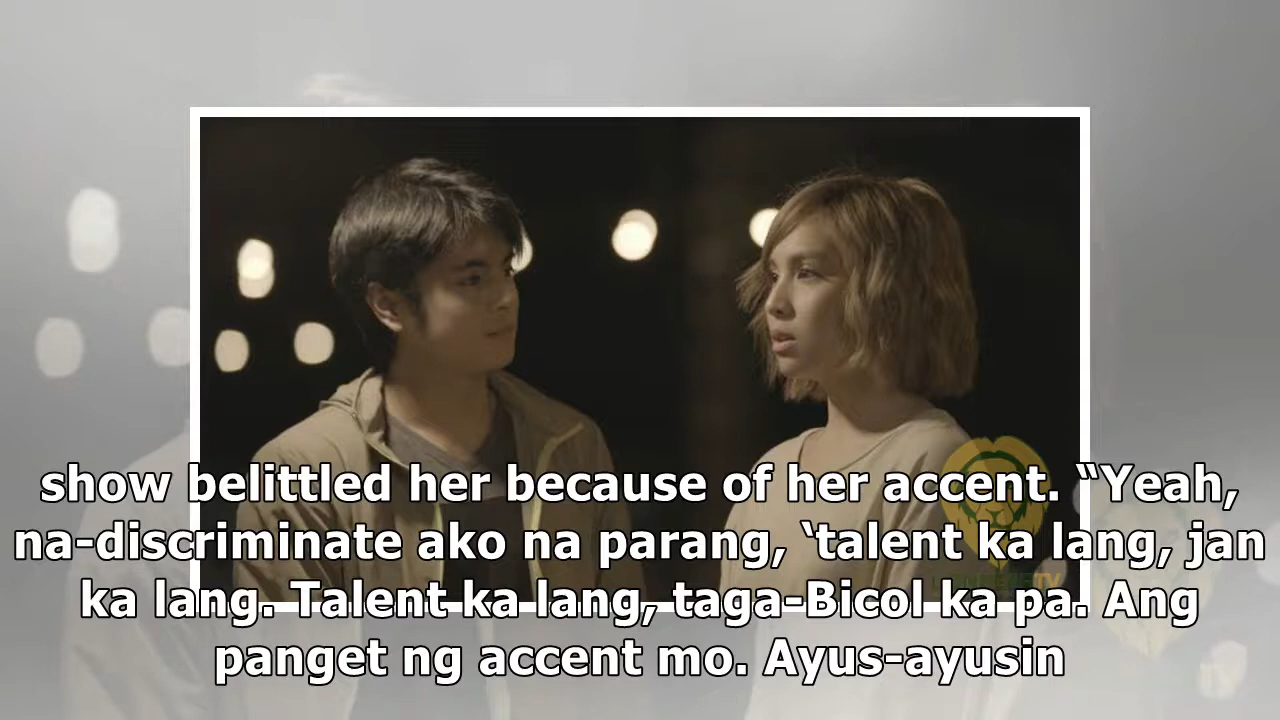 show belittled her because of her accent. “Yeah,
na-discriminate ako na parang, ‘talent ka lang, jan
ka lang. Talent ka lang, taga-Bicol ka pa. Ang
panget ng accent mo. Ayus-ayusin